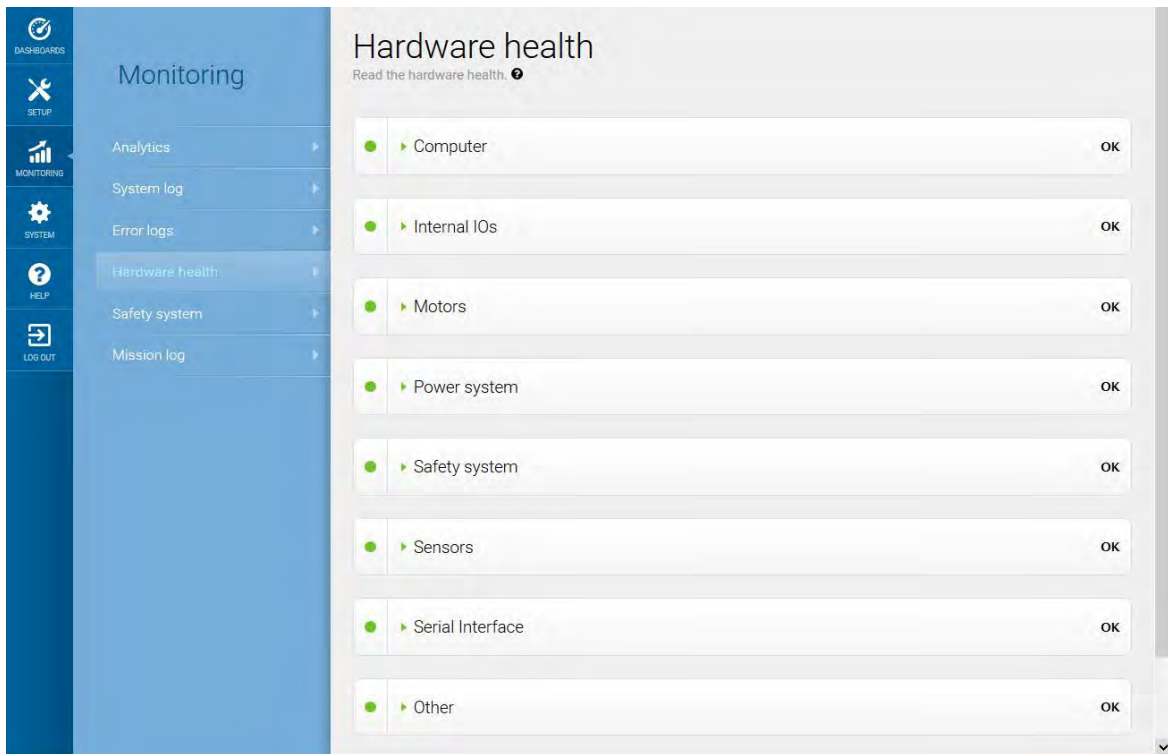 DASHBOARDS
SETUP
MONITORING
SYSTEM
HELP
LOG OUT
Monitoring
Analytics
System log
Error logs
Hardware health
Safety system
Mission log
Hardware health
Read the hardware health. ?
Computer OK
Internal IOs OK
Motors OK
Power system OK
Safety system OK
Sensors OK
Serial Interface OK
Other OK